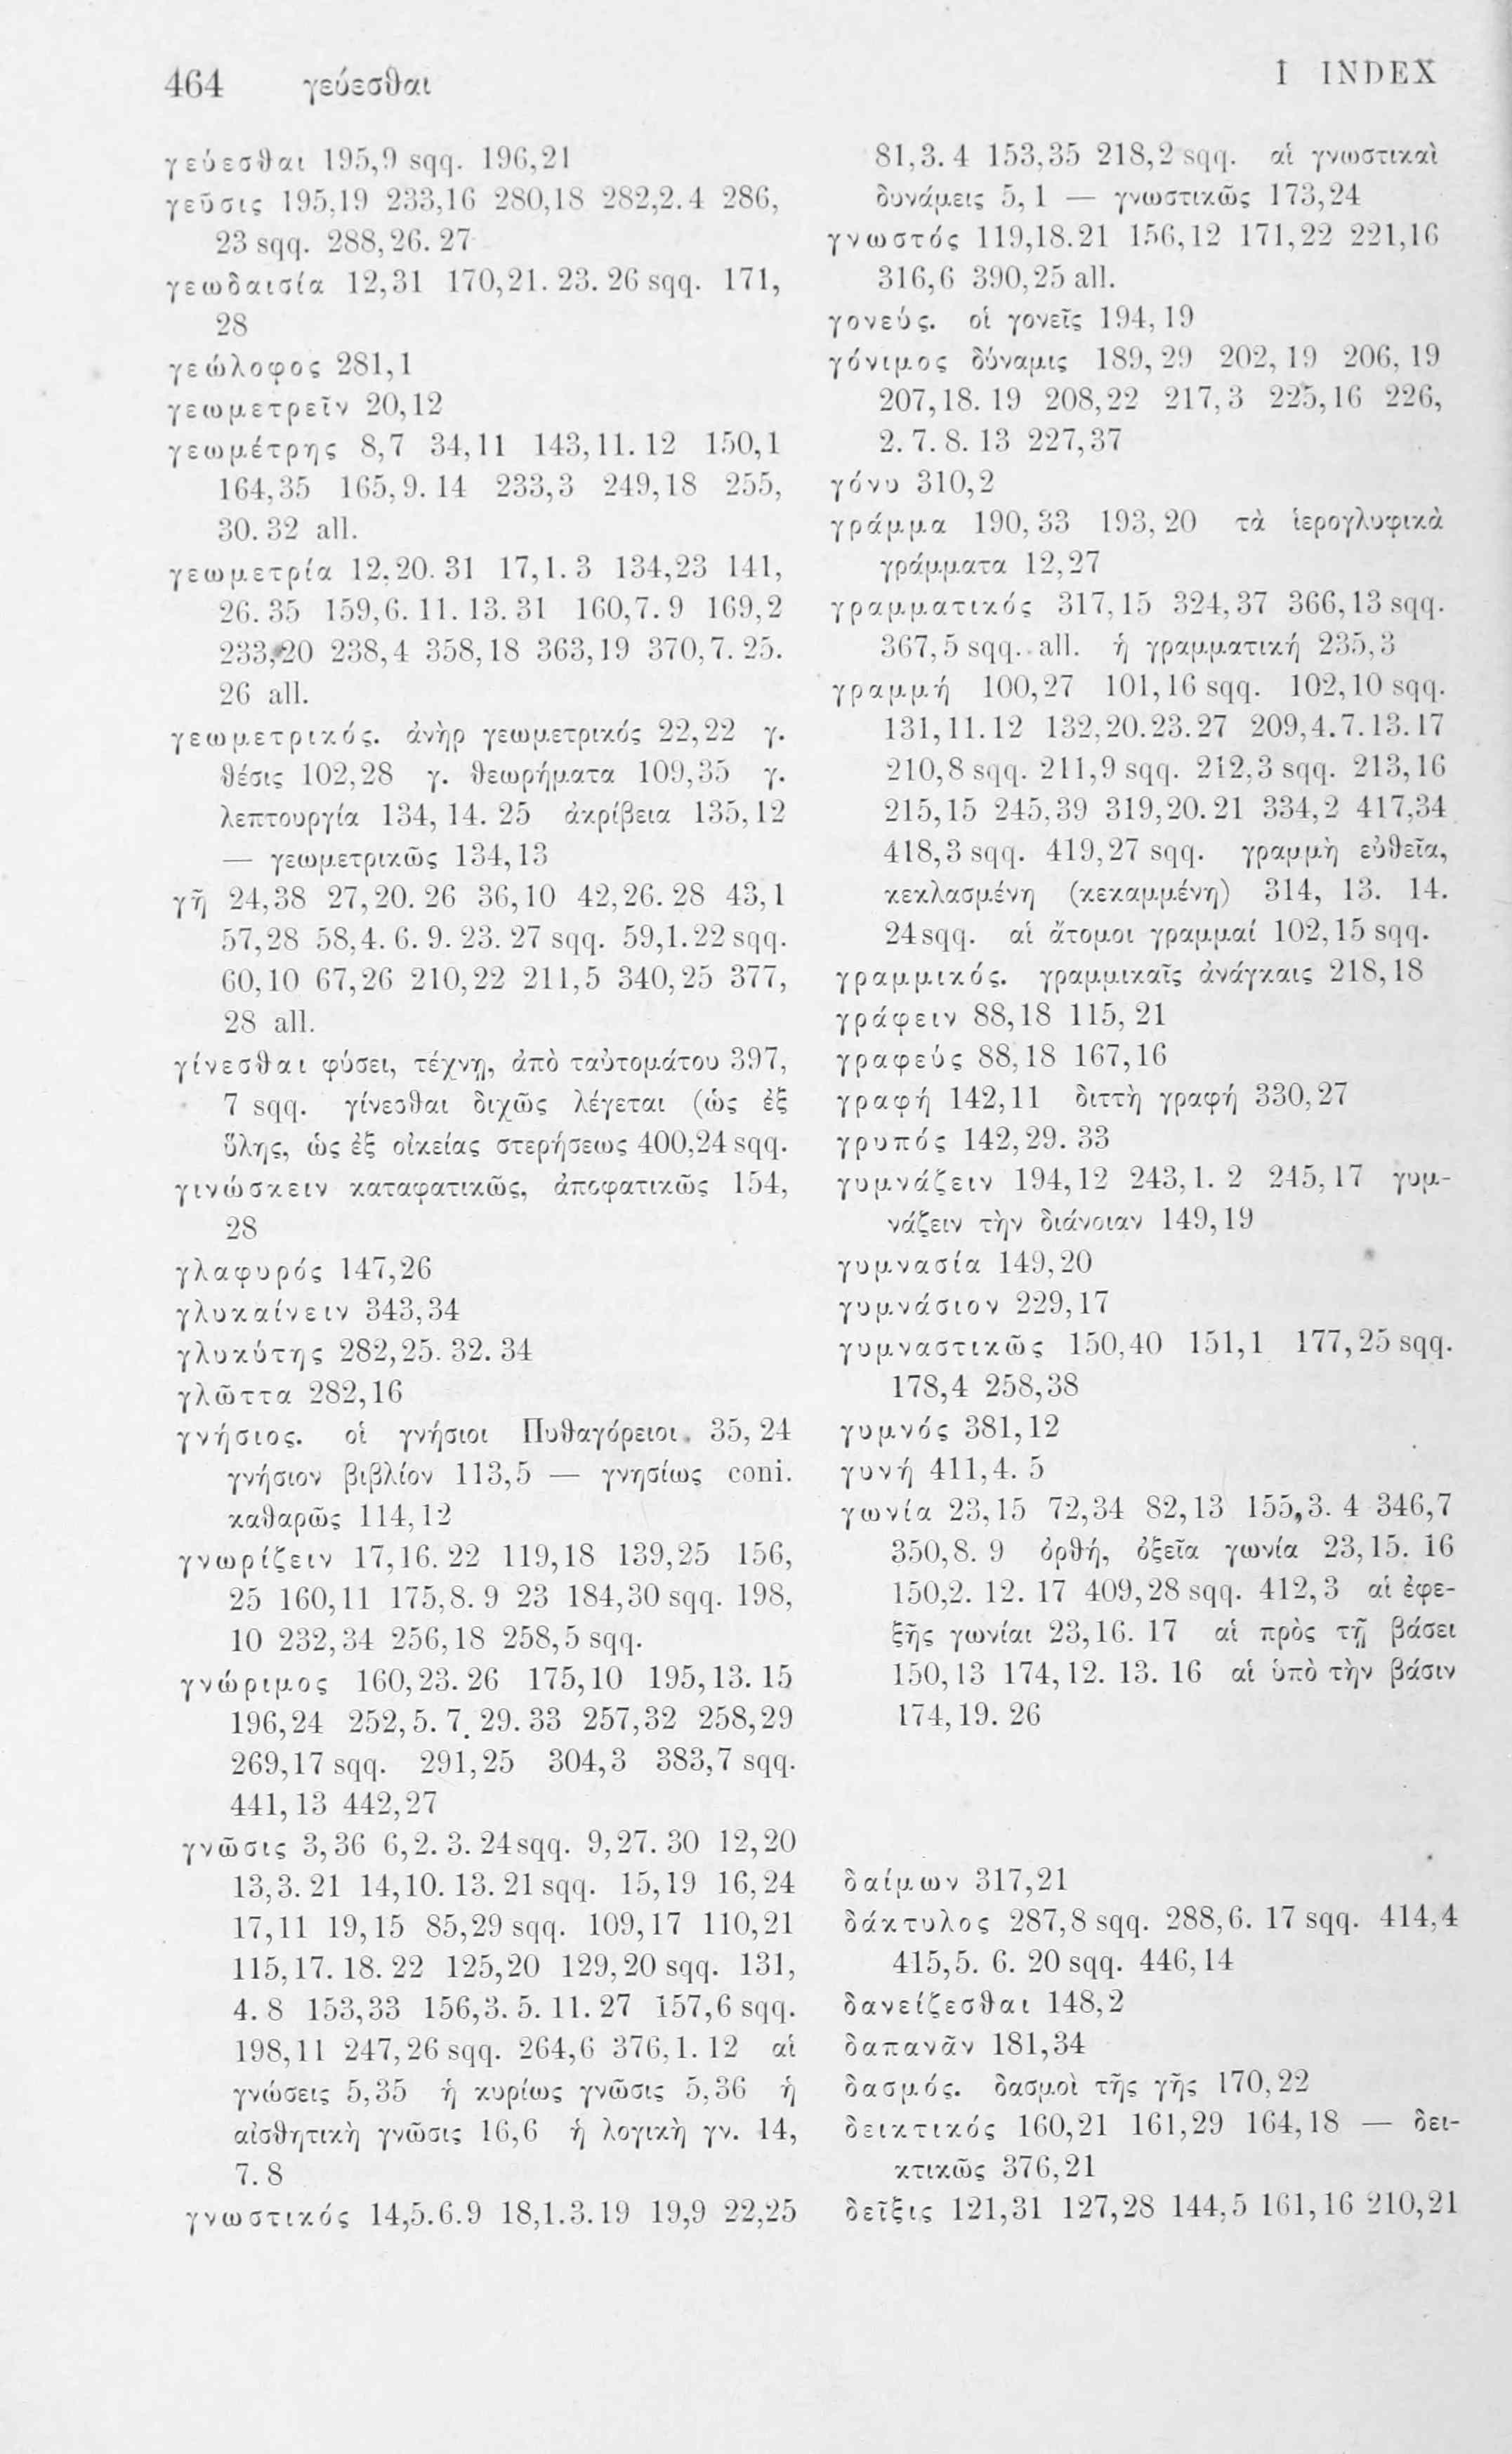 464 γεύεσθαι
I INDEX
γεύεσθαι 195,9 sqq. 196,21
γεῦσις 195,19 233,16 280,18 282,2.4 286,
23 sqq. 288,26. 27
γεωδαισία 12,31 170,21. 23. 26 sqq. 171,
28
γεώλοφος 281,1
γεωμετρεῖν 20,12
γεωμέτρης 8,7 34,11 143,11. 12 150,1
164,35 165,9. 14 233,3 249,18 255,
30. 32 all.
γεωμετρία 12,20. 31 17,1. 3 134,23 141,
26. 35 159,6. 11. 13. 31 160,7. 9 169,2
233,20 238,4 358,18 363,19 370,7. 25.
26 all.
γεωμετρικός. ἀνὴρ γεωμετρικός 22,22 γ.
θέσις 102,28 γ. θεωρήματα 109,35 γ.
λεπτουργία 134, 14. 25 ἀκρίβεια 135,12
— γεωμετρικῶς 134,13
γῆ 24,38 27,20. 26 36,10 42,26. 28 43,1
57,28 58,4. 6. 9. 23. 27 sqq. 59,1. 22 sqq.
60,10 67,26 210,22 211,5 340,25 377,
28 all.
γίνεσθαι φύσει, τέχνῃ, ἀπὸ ταὐτομάτου 397,
7 sqq. γίνεσθαι διχῶς λέγεται (ὡς ἐξ
ὕλης, ὡς ἐξ οἰκείας στερήσεως 400,24 sqq.
γινώσκειν καταφατικῶς, ἀποφατικῶς 154,
28
γλαφυρός 147,26
γλυκαίνειν 343,34
γλυκύτης 282,25. 32. 34
γλῶττα 282,16
γνήσιος. οἱ γνήσιοι Πυθαγόρειοι 35, 24
γνήσιον βιβλίον 113,5 — γνησίως coni.
καθαρῶς 114,12
γνωρίζειν 17,16. 22 119,18 139,25 156,
25 160,11 175,8. 9 23 184,30 sqq. 198,
10 232,34 256,18 258,5 sqq.
γνώριμος 160,23. 26 175,10 195,13. 15
196,24 252,5. 7. 29. 33 257,32 258,29
269,17 sqq. 291,25 304,3 383,7 sqq.
441,13 442,27
γνῶσις 3,36 6,2. 3. 24 sqq. 9,27. 30 12,20
13,3. 21 14,10. 13. 21 sqq. 15,19 16,24
17,11 19,15 85,29 sqq. 109,17 110,21
115,17. 18. 22 125,20 129,20 sqq. 131,
4. 8 153,33 156,3. 5. 11. 27 157,6 sqq.
198,11 247,26 sqq. 264,6 376,1. 12 αἱ
γνώσεις 5,35 ἡ κυρίως γνῶσις 5,36 ἡ
αἰσθητικὴ γνῶσις 16,6 ἡ λογικὴ γν. 14,
7. 8
γνωστικός 14,5. 6. 9 18,1. 3. 19 19,9 22,25
81,3. 4 153,35 218,2 sqq. αἱ γνωστικαὶ
δυνάμεις 5, 1 — γνωστικῶς 173,24
γνωστός 119,18. 21 156,12 171,22 221,16
316,6 390,25 all.
γονεύς. οἱ γονεῖς 194,19
γόνιμος δύναμις 189, 29 202, 19 206, 19
207,18. 19 208,22 217,3 225,16 226,
2. 7. 8. 13 227,37
γόνυ 310,2
γράμμα 190,33 193,20 τὰ ἱερογλυφικὰ
γράμματα 12,27
γραμματικός 317,15 324,37 366,13 sqq.
367,5 sqq. all. ἡ γραμματική 235,3
γραμμή 100,27 101,16 sqq. 102,10 sqq.
131,11. 12 132,20. 23. 27 209,4. 7. 13. 17
210,8 sqq. 211,9 sqq. 212,3 sqq. 213,16
215,15 245,39 319,20. 21 334,2 417,34
418,3 sqq. 419,27 sqq. γραμμὴ εὐθεῖα,
κεκλασμένη (κεκαμμένη) 314, 13. 14.
24 sqq. αἱ ἄτομοι γραμμαί 102,15 sqq.
γραμμικός. γραμμικαῖς ἀνάγκαις 218,18
γράφειν 88,18 115, 21
γραφεύς 88,18 167,16
γραφή 142,11 διττὴ γραφή 330,27
γρυπός 142,29. 33
γυμνάζειν 194,12 243,1. 2 245,17 γυμ-
νάζειν τὴν διάνοιαν 149,19
γυμνασία 149,20
γυμνάσιον 229,17
γυμναστικῶς 150,40 151,1 177,25 sqq.
178,4 258,38
γυμνός 381,12
γυνή 411,4. 5
γωνία 23,15 72,34 82,13 155,3. 4 346,7
350,8. 9 ὀρθή, ὀξεῖα γωνία 23,15. 16
150,2. 12. 17 409,28 sqq. 412,3 αἱ ἐφε-
ξῆς γωνίαι 23,16. 17 αἱ πρὸς τῇ βάσει
150,13 174,12. 13. 16 αἱ ὑπὸ τὴν βάσιν
174,19. 26
δαίμων 317,21
δάκτυλος 287,8 sqq. 288,6. 17 sqq. 414,4
415,5. 6. 20 sqq. 446,14
δανείζεσθαι 148,2
δαπανᾶν 181,34
δασμός. δασμοὶ τῆς γῆς 170,22
δεικτικός 160,21 161,29 164,18 — δει-
κτικῶς 376,21
δεῖξις 121,31 127,28 144,5 161,16 210,21